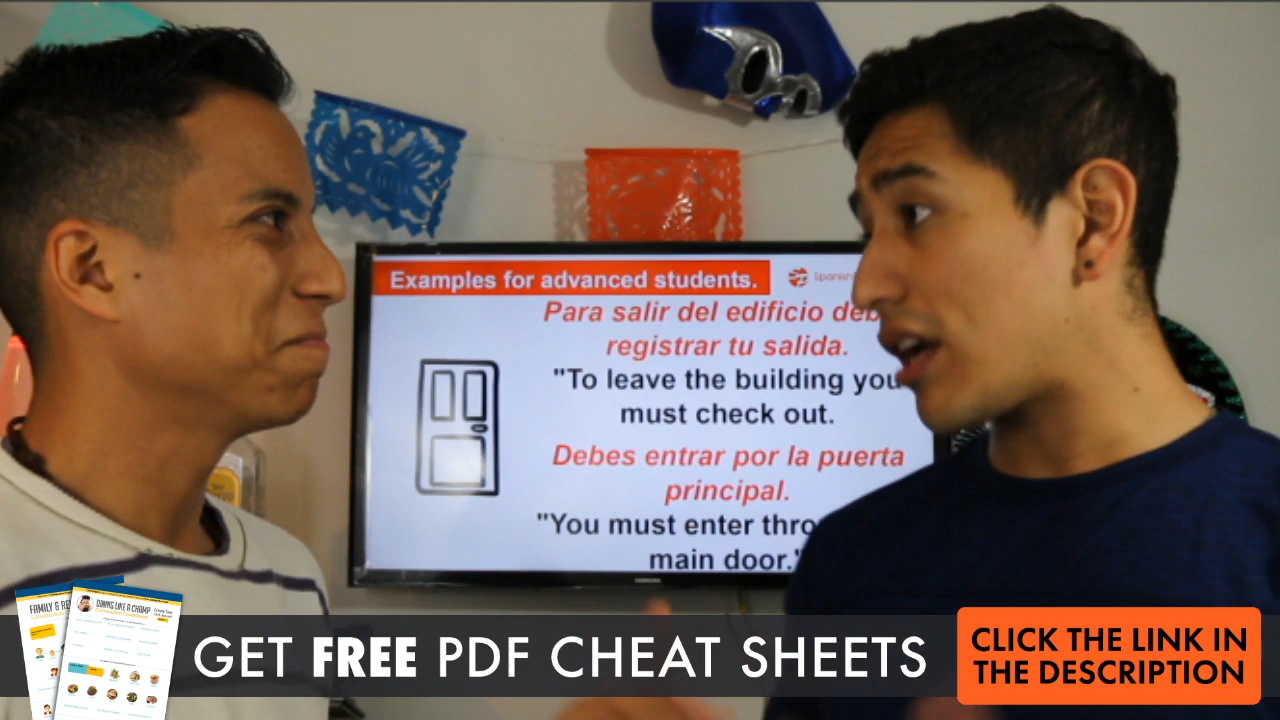 Examples for advanced students.
Spanish
Para salir del edificio deb
registrar tu salida.
"To leave the building you
must check out.
Debes entrar por la puerta
principal.
"You must enter thro
main door."
FAMILY & RE
DINING LIKE A CHAMP
GET FREE PDF CHEAT SHEETS
CLICK THE LINK IN
THE DESCRIPTION